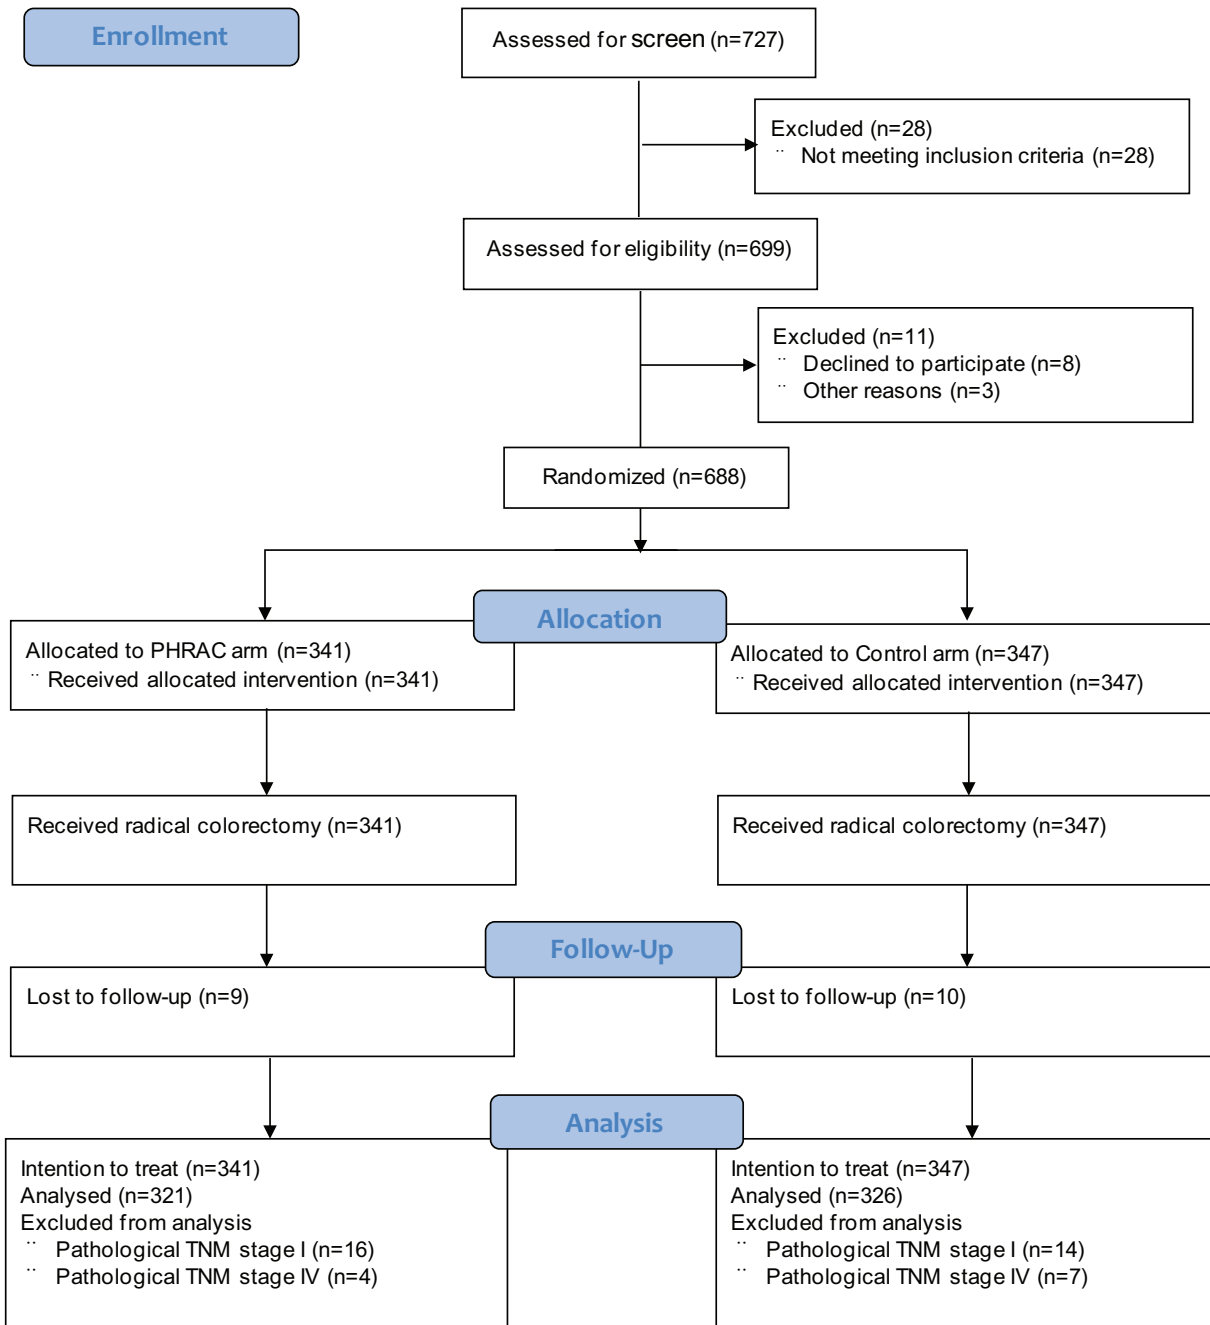 Enrollment
Assessed for screen (n=727)
Excluded (n=28)
¨ Not meeting inclusion criteria (n=28)
Assessed for eligibility (n=699)
Excluded (n=11)
¨ Declined to participate (n=8)
¨ Other reasons (n=3)
Randomized (n=688)
Allocation
Allocated to PHRAC arm (n=341)
¨ Received allocated intervention (n=341)
Allocated to Control arm (n=347)
¨ Received allocated intervention (n=347)
Received radical colorectomy (n=341)
Received radical colorectomy (n=347)
Follow-Up
Lost to follow-up (n=9)
Lost to follow-up (n=10)
Analysis
Intention to treat (n=341)
Analysed (n=321)
Excluded from analysis
¨ Pathological TNM stage I (n=16)
¨ Pathological TNM stage IV (n=4)
Intention to treat (n=347)
Analysed (n=326)
Excluded from analysis
¨ Pathological TNM stage I (n=14)
¨ Pathological TNM stage IV (n=7)